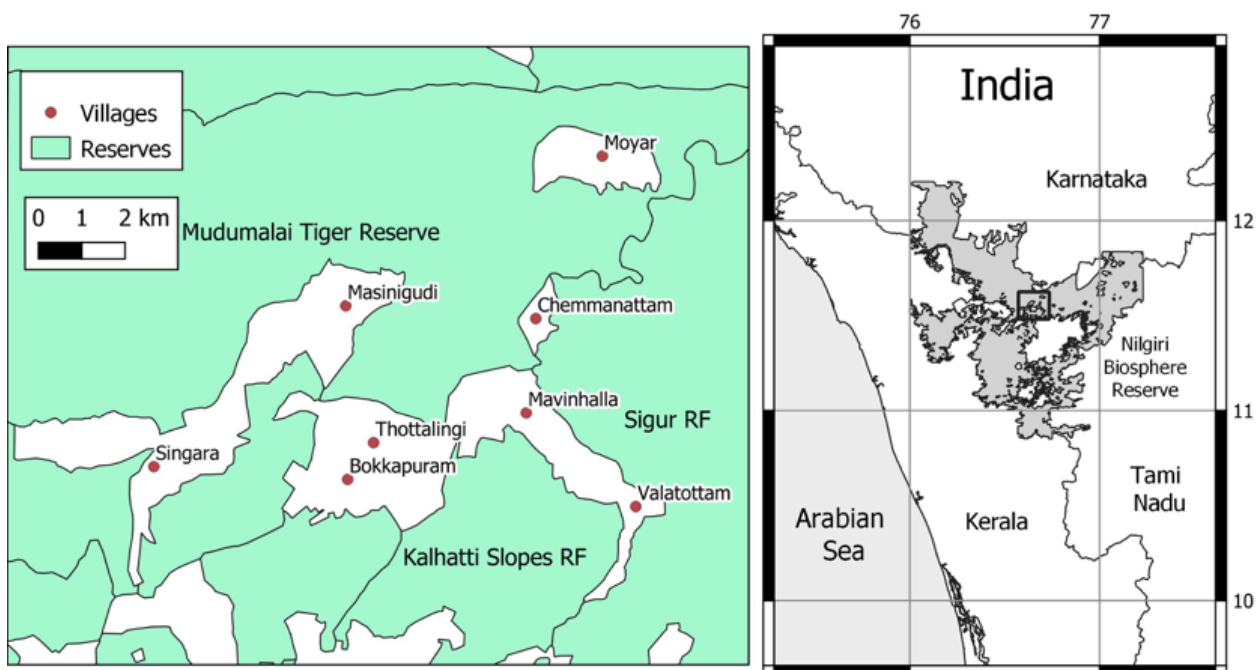 Villages
Reserves
0 1 2 km
Mudumalai Tiger Reserve
Moyar
Masinigudi
Chemmanattam
Mavinhalla
Sigur RF
Thottalingi
Singara
Bokkapuram
Valatottam
Kalhatti Slopes RF
76 77
India
Karnataka
12
Nilgiri
Biosphere
Reserve
11
Tami
Nadu
Arabian
Sea
Kerala
10